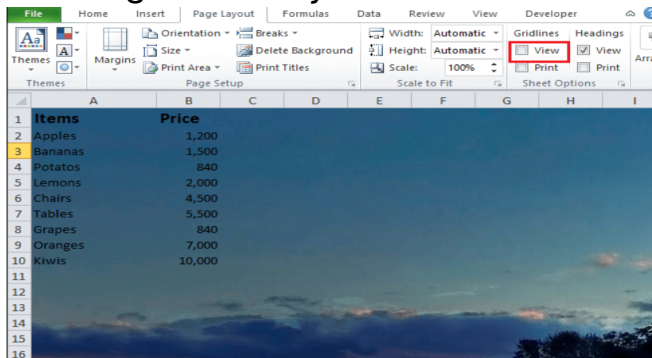 File Home Insert Page Layout Formulas Data Review View Developer
Orientation Breaks Width: Automatic Gridlines Headings
Aa A Size Delete Background Height: Automatic View View
Themes Margins Print Area Print Titles Scale: 100% Print Print
Themes Page Setup Scale to Fit Sheet Options
A B C D E F G H I
1 Items Price
2 Apples 1,200
3 Bananas 1,500
4 Potatos 840
5 Lemons 2,000
6 Chairs 4,500
7 Tables 5,500
8 Grapes 840
9 Oranges 7,000
10 Kiwis 10,000
11
12
13
14
15
16